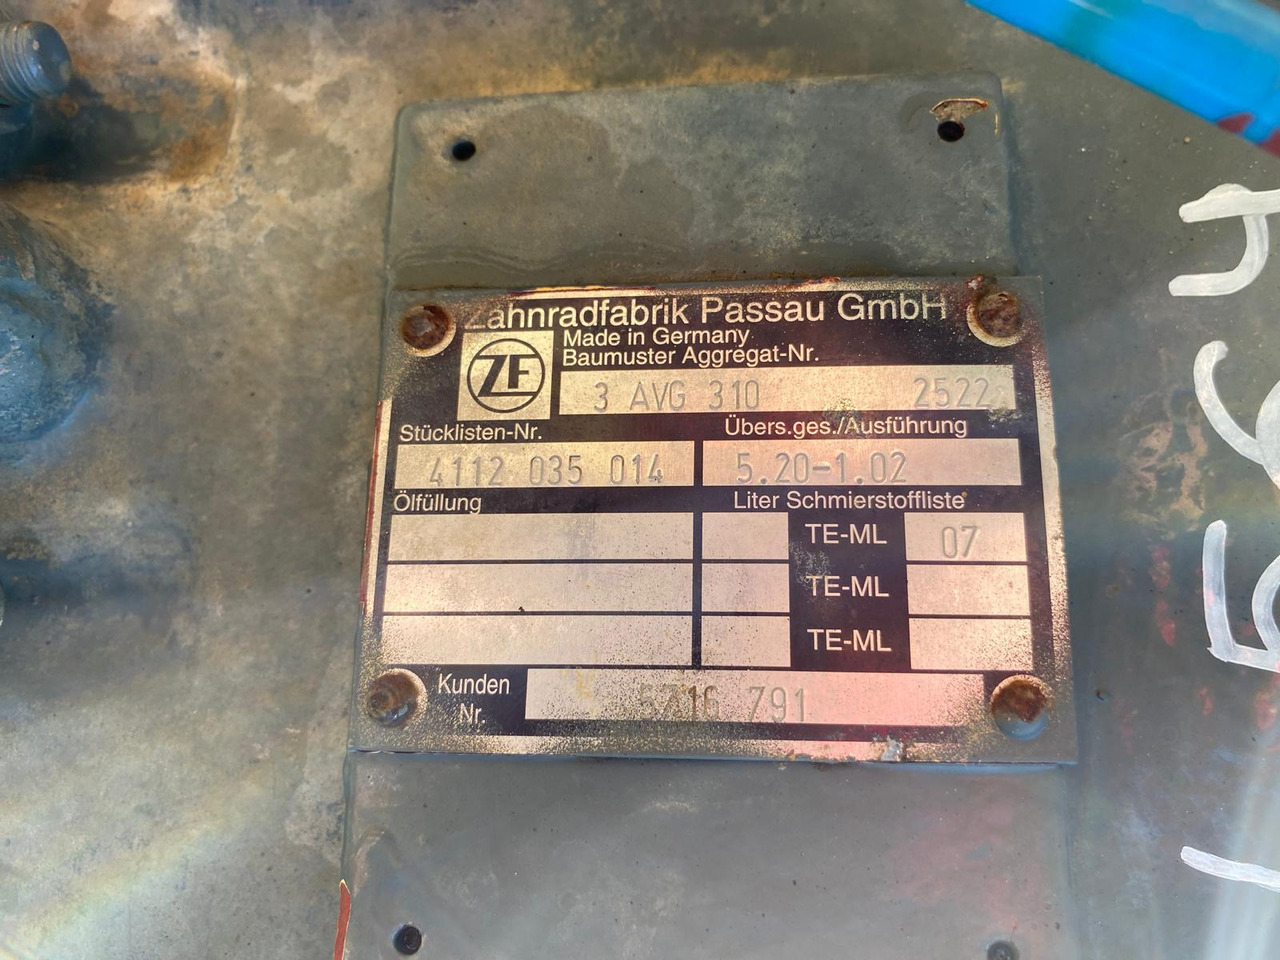 Zahnradfabrik Passau GmbH
Made in Germany
Baumuster Aggregat-Nr.
ZF
3 AVG 310 2522
Stücklisten-Nr. Übers.ges./Ausführung
4112 035 014 5.20-1.02
Ölfüllung Liter Schmierstoffliste
TE-ML 07
TE-ML
TE-ML
Kunden Nr. 5716 791